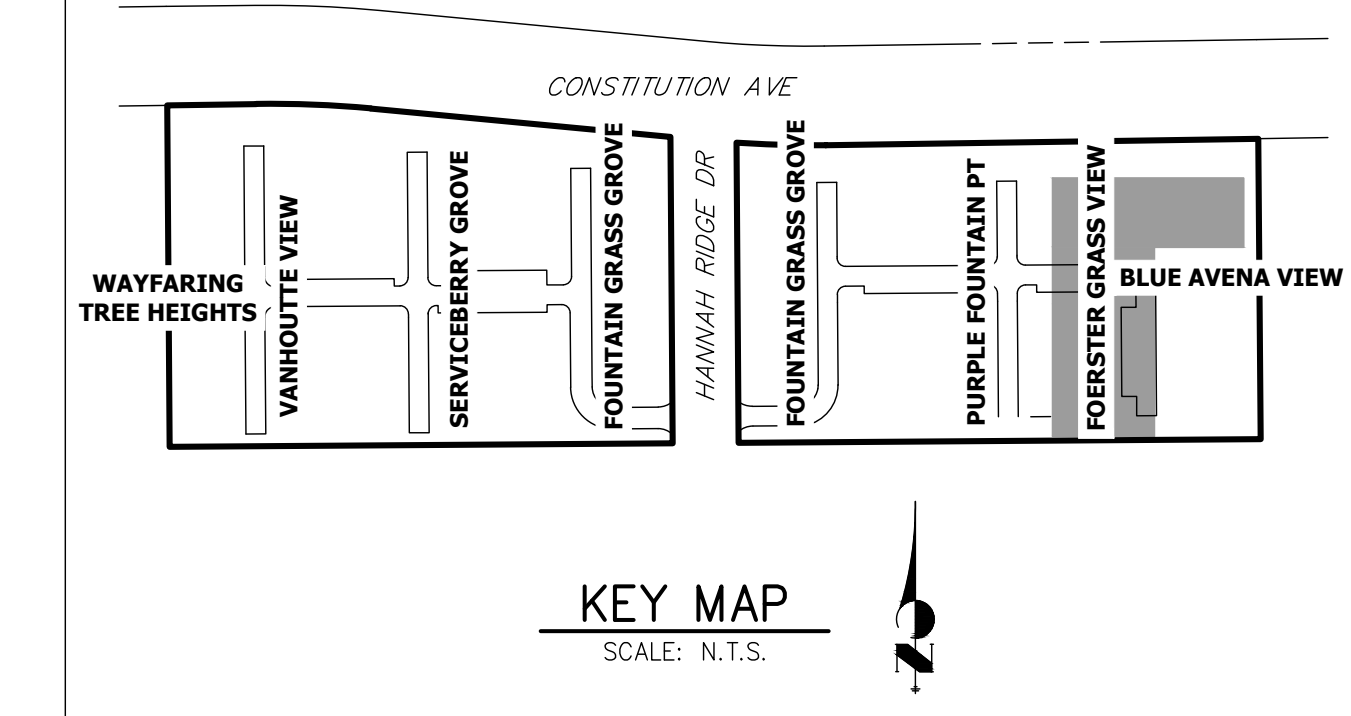 CONSTITUTION AVE
WAYFARING
TREE HEIGHTS
VANHOUTTE VIEW
SERVICEBERRY GROVE
FOUNTAIN GRASS GROVE
HANNAH RIDGE DR
FOUNTAIN GRASS GROVE
PURPLE FOUNTAIN PT
FOERSTER GRASS VIEW
BLUE AVENA VIEW
KEY MAP
SCALE: N.T.S.
N